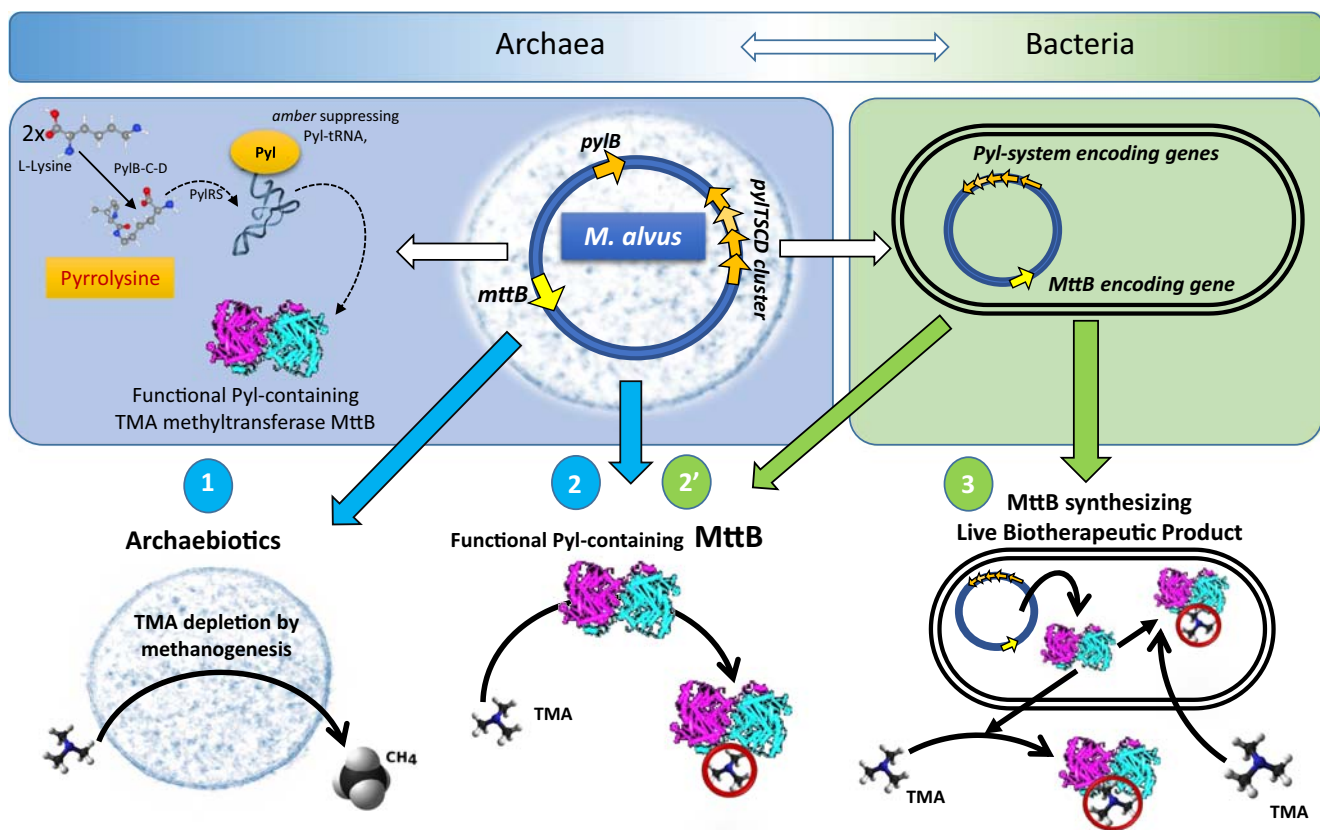 Archaea
Bacteria
2x
L-Lysine
PylB-C-D
Pyrrolysine
PylRS
amber suppressing
Pyl-tRNA,
Pyl
Functional Pyl-containing
TMA methyltransferase MttB
pylB
pylTSCD cluster
M. alvus
mttB
Pyl-system encoding genes
MttB encoding gene
1
Archaebiotics
TMA depletion by
methanogenesis
CH4
2
2’
Functional Pyl-containing MttB
TMA
3
MttB synthesizing
Live Biotherapeutic Product
TMA
TMA